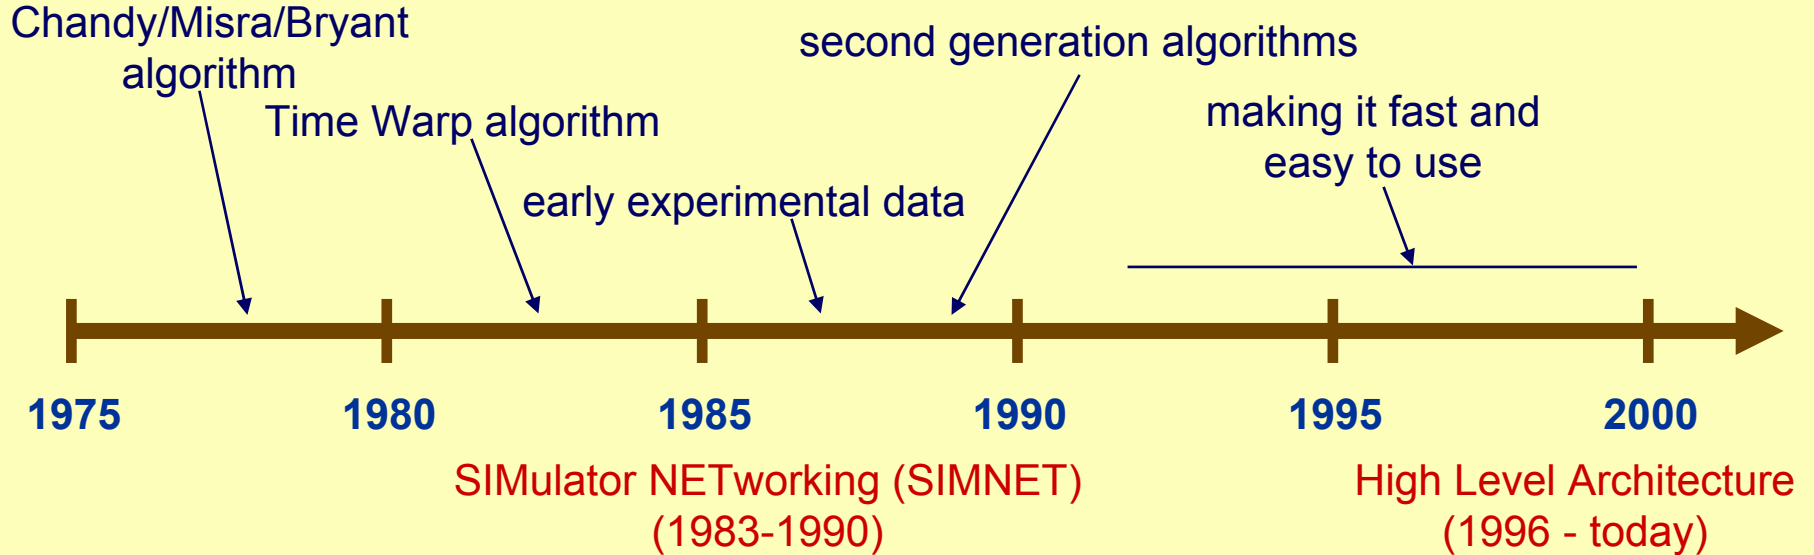 Chandy/Misra/Bryant
algorithm
Time Warp algorithm
early experimental data
second generation algorithms
making it fast and
easy to use
1975
1980
1985
1990
1995
2000
SIMulator NETworking (SIMNET)
(1983-1990)
High Level Architecture
(1996 - today)